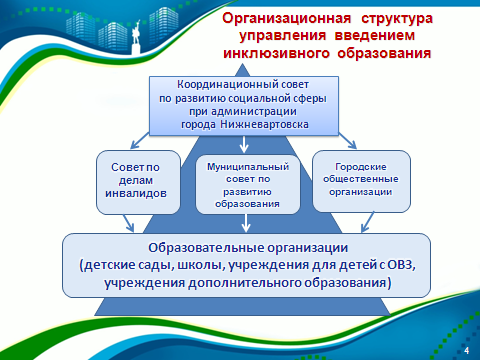 Организационная структура
управления введением
инклюзивного образования
Координационный совет
по развитию социальной сферы
при администрации
города Нижневартовска
Совет по
делам
инвалидов
Муниципальный
совет по
развитию
образования
Городские
общественные
организации
Образовательные организации
(детские сады, школы, учреждения для детей с ОВЗ,
учреждения дополнительного образования)
4